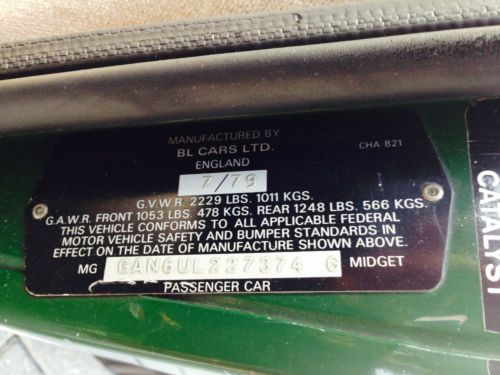 MANUFACTURED BY
BL CARS LTD.
CHA 821
ENGLAND
7/79
G.V.W.R. 2229 LBS. 1011 KGS.
G.A.W.R. FRONT 1053 LBS. 478 KGS. REAR 1248 LBS. 566 KGS.
THIS VEHICLE CONFORMS TO ALL APPLICABLE FEDERAL
MOTOR VEHICLE SAFETY AND BUMPER STANDARDS IN
EFFECT ON THE DATE OF MANUFACTURE SHOWN ABOVE.
MG GAN6UL227374 G MIDGET
PASSENGER CAR
CATALYST